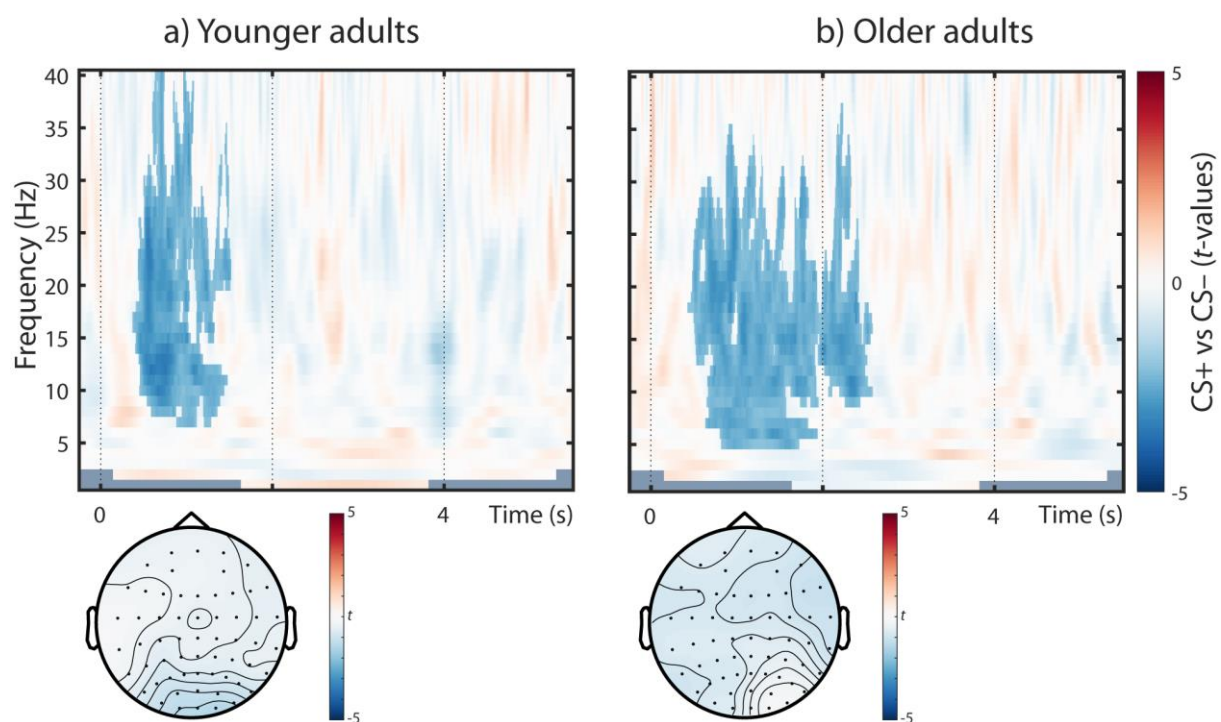 a) Younger adults
b) Older adults
40
35
30
25
20
15
10
5
Frequency (Hz)
0
4
Time (s)
0
4
Time (s)
5
0
-5
CS+ vs CS− (t-values)
5
t
-5
5
t
-5